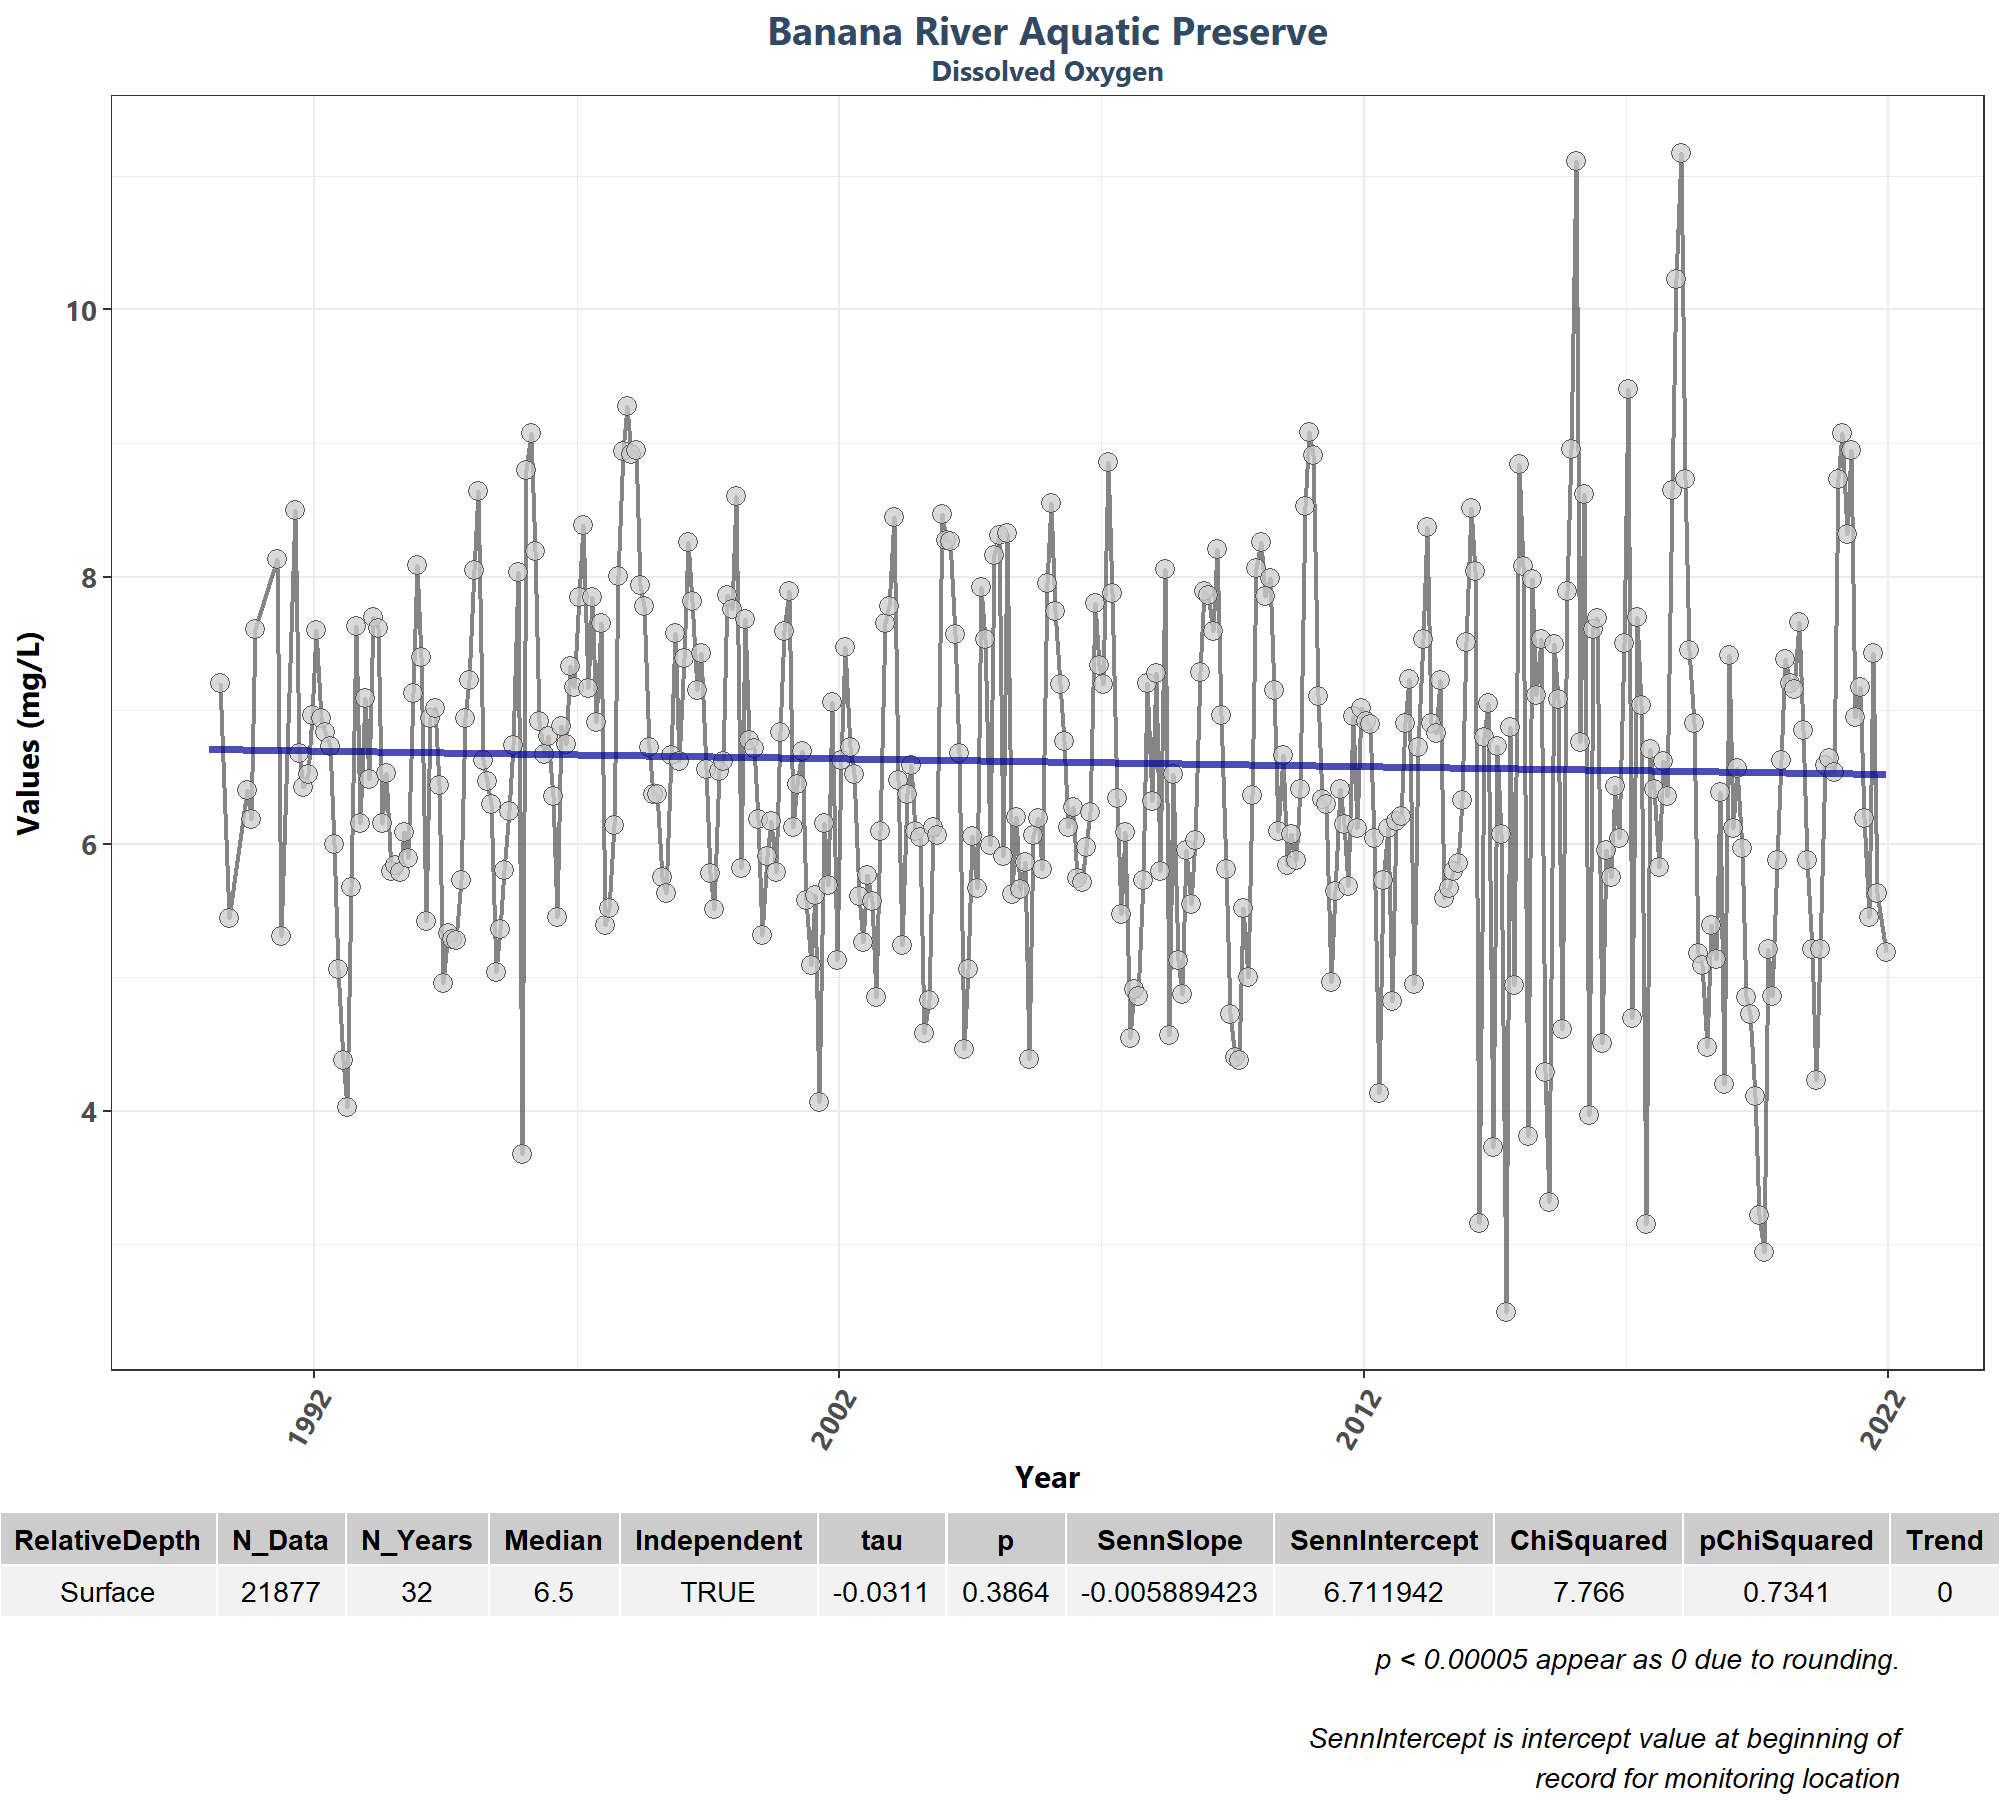 Banana River Aquatic Preserve
Dissolved Oxygen
Values (mg/L)
10
8
6
4
1992
2002
2012
2022
Year
RelativeDepth N_Data N_Years Median Independent tau p SennSlope SennIntercept ChiSquared pChiSquared Trend
Surface 21877 32 6.5 TRUE -0.0311 0.3864 -0.005889423 6.711942 7.766 0.7341 0
p < 0.00005 appear as 0 due to rounding.
SennIntercept is intercept value at beginning of
record for monitoring location